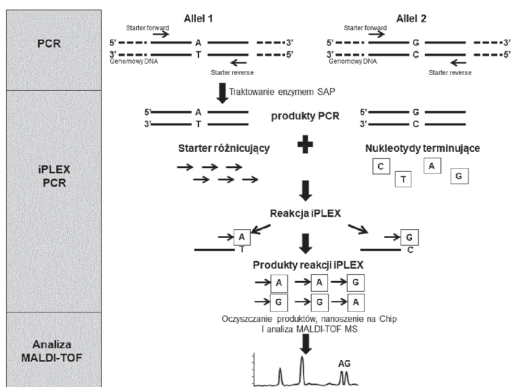 PCR
Allel 1
Allel 2
Starter forward
Starter forward
5' A 3'
5' G 3'
3' T 5'
3' C 5'
Genomowy DNA
Starter reverse
Genomowy DNA
Starter reverse
Traktowanie enzymem SAP
iPLEX
PCR
5' A
3' T
produkty PCR
5' G
3' C
Starter różnicujący
+
Nukleotydy terminujące
C A
T G
Reakcja iPLEX
A
T
G
C
Produkty reakcji iPLEX
A A G
G G A
Oczyszczanie produktów, nanoszenie na Chip
I analiza MALDI-TOF MS
Analiza
MALDI-TOF
AG